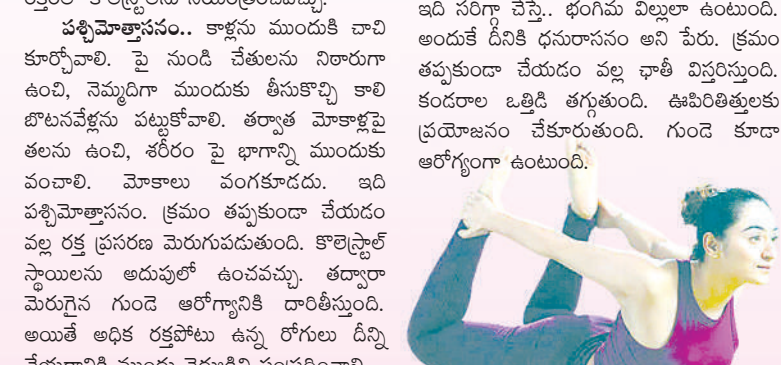 పశ్చిమోత్తాసనం.. కాళ్లను ముందుకి చాచి
కూర్చోవాలి. పై నుండి చేతులను నిఠారుగా
ఉంచి, నెమ్మదిగా ముందుకు తీసుకొచ్చి కాలి
బొటనవేళ్లను పట్టుకోవాలి. తర్వాత మోకాళ్లపై
తలను ఉంచి, శరీరం పై భాగాన్ని ముందుకు
వంచాలి. మోకాలు వంగకూడదు. ఇది
పశ్చిమోత్తాసనం. క్రమం తప్పకుండా చేయడం
వల్ల రక్త ప్రసరణ మెరుగుపడుతుంది. కొలెస్ట్రాల్
స్థాయిలను అదుపులో ఉంచవచ్చు. తద్వారా
మెరుగైన గుండె ఆరోగ్యానికి దారితీస్తుంది.
అయితే అధిక రక్తపోటు ఉన్న రోగులు దీన్ని
ఇది సరిగ్గా చేస్తే.. భంగిమ విల్లులా ఉంటుంది.
అందుకే దీనికి ధనురాసనం అని పేరు. క్రమం
తప్పకుండా చేయడం వల్ల ఛాతీ విస్తరిస్తుంది.
కండరాల ఒత్తిడి తగ్గుతుంది. ఊపిరితిత్తులకు
ప్రయోజనం చేకూరుతుంది. గుండె కూడా
ఆరోగ్యంగా ఉంటుంది.